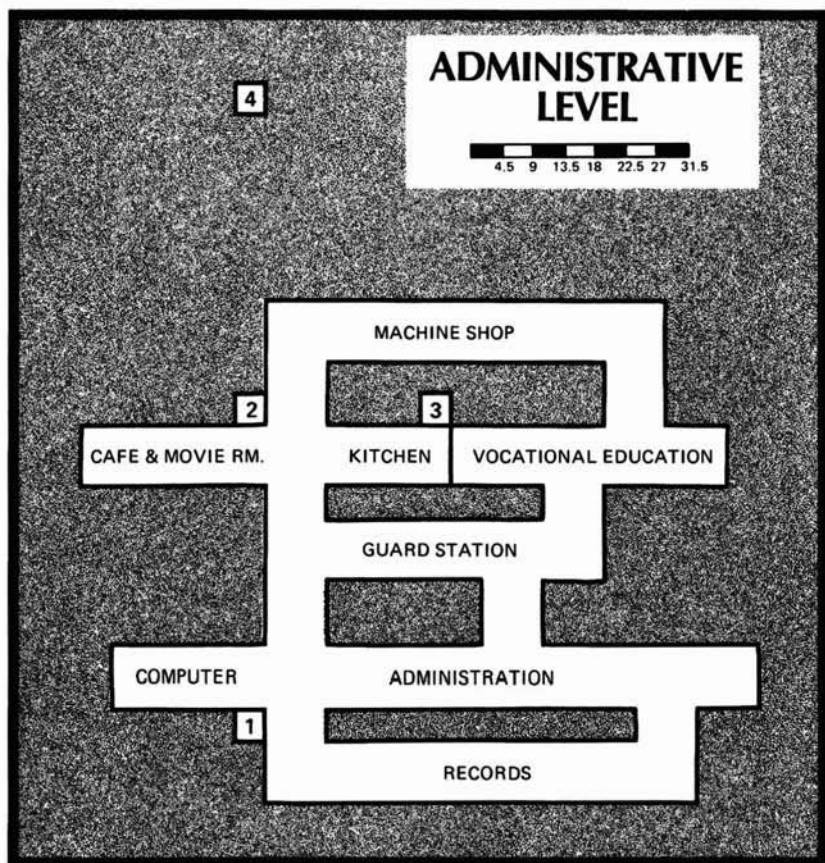 ADMINISTRATIVE
LEVEL
4.5 9 13.5 18 22.5 27 31.5
4
MACHINE SHOP
2
3
CAFE & MOVIE RM.
KITCHEN
VOCATIONAL EDUCATION
GUARD STATION
COMPUTER
ADMINISTRATION
1
RECORDS